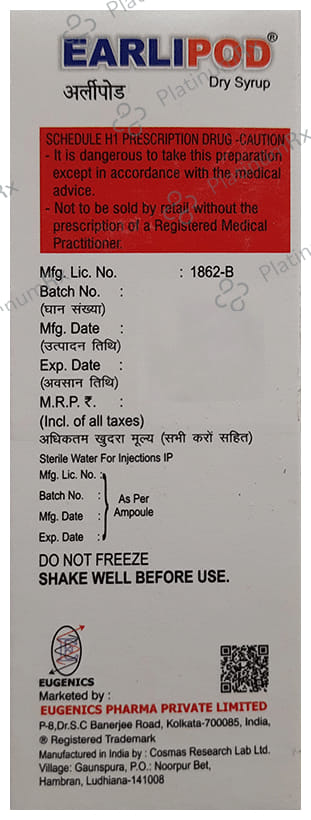 EARLIPOD®
अर्लीपोड
Dry Syrup
SCHEDULE H1 PRESCRIPTION DRUG -CAUTION
- It is dangerous to take this preparation
except in accordance with the medical
advice.
- Not to be sold by retail without the
prescription of a Registered Medical
Practitioner.
Mfg. Lic. No. : 1862-B
Batch No. :
(घान संख्या)
Mfg. Date :
(उत्पादन तिथि)
Exp. Date :
(अवसान तिथि)
M.R.P. ₹. :
(Incl. of all taxes)
अधिकतम खुदरा मूल्य (सभी करों सहित)
Sterile Water For Injections IP
Mfg. Lic. No. :
Batch No. :
Mfg. Date :
Exp. Date :
As Per
Ampoule
DO NOT FREEZE
SHAKE WELL BEFORE USE.
EUGENICS
Marketed by :
EUGENICS PHARMA PRIVATE LIMITED
P-8,Dr.S.C Banerjee Road, Kolkata-700085, India,
® Registered Trademark
Manufactured in India by : Cosmas Research Lab Ltd.
Village: Gaunspura, P.O.: Noorpur Bet,
Hambran, Ludhiana-141008
PlatinumRx
PlatinumRx
PlatinumRx